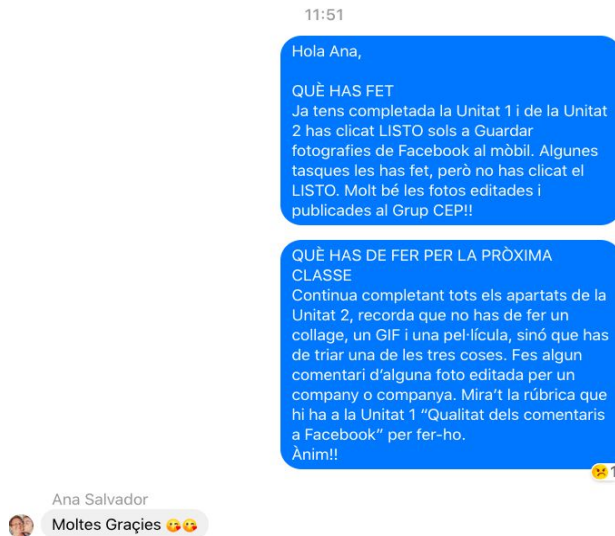 11:51
Hola Ana,
QUÈ HAS FET
Ja tens completada la Unitat 1 i de la Unitat
2 has clicat LISTO sols a Guardar
fotografies de Facebook al mòbil. Algunes
tasques les has fet, però no has clicat el
LISTO. Molt bé les fotos editades i
publicades al Grup CEP!!
QUÈ HAS DE FER PER LA PRÒXIMA
CLASSE
Continua completant tots els apartats de la
Unitat 2, recorda que no has de fer un
collage, un GIF i una pel·lícula, sinó que has
de triar una de les tres coses. Fes algun
comentari d'alguna foto editada per un
company o companya. Mira't la rúbrica que
hi ha a la Unitat 1 “Qualitat dels comentaris
a Facebook” per fer-ho.
Ànim!!
1
Ana Salvador
Moltes Graçies 😋😋